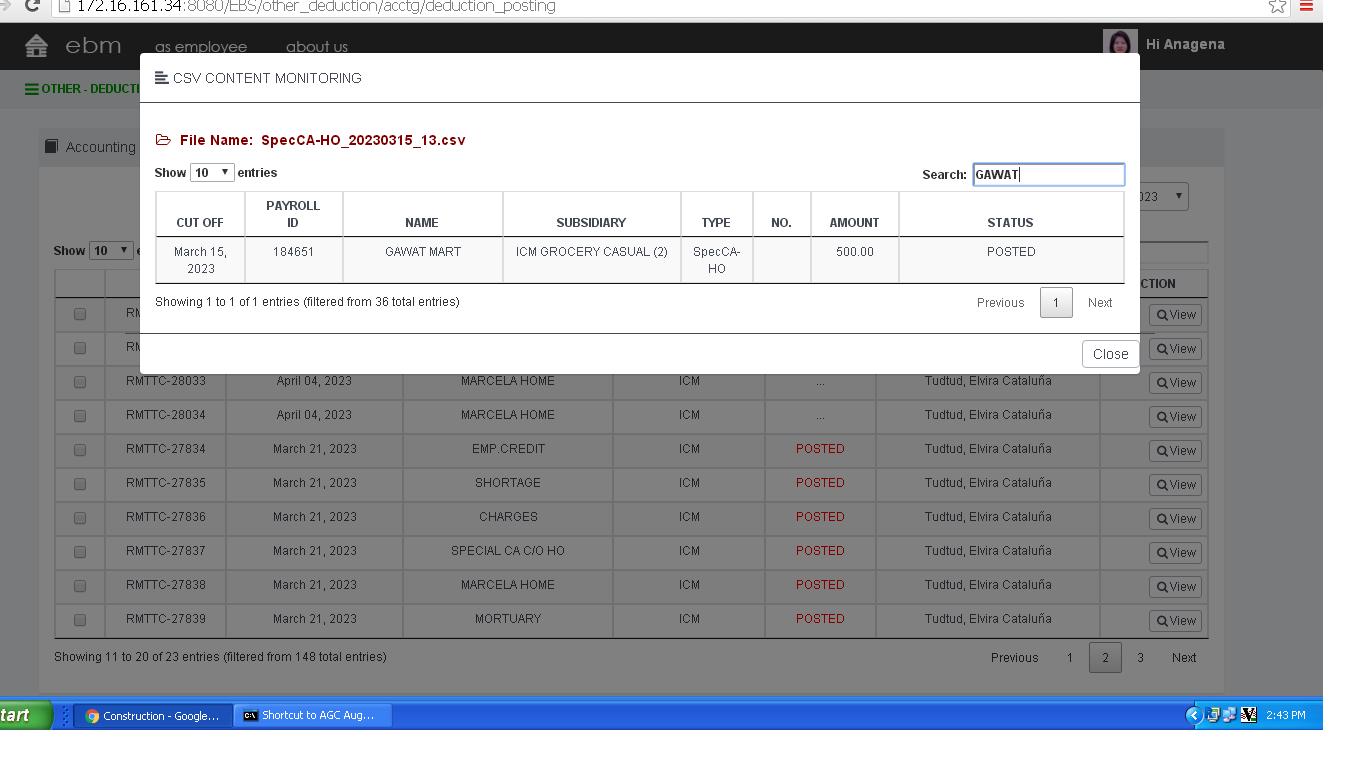 172.16.161.34:8080/EBS/other_deduction/acctg/deduction_posting
ebm as employee about us Hi Anagena
OTHER - DEDUCTI
CSV CONTENT MONITORING
File Name: SpecCA-HO_20230315_13.csv
Accounting
Show 10 entries Search: GAWAT
CUT OFF PAYROLL ID NAME SUBSIDIARY TYPE NO. AMOUNT STATUS
March 15, 2023 184651 GAWAT MART ICM GROCERY CASUAL (2) SpecCA-HO 500.00 POSTED
Showing 1 to 1 of 1 entries (filtered from 36 total entries) Previous 1 Next
Close
023
Show 10 e
CTION
RM View
RM View
RMTTC-28033 April 04, 2023 MARCELA HOME ICM ... Tudtud, Elvira Cataluña View
RMTTC-28034 April 04, 2023 MARCELA HOME ICM ... Tudtud, Elvira Cataluña View
RMTTC-27834 March 21, 2023 EMP.CREDIT ICM POSTED Tudtud, Elvira Cataluña View
RMTTC-27835 March 21, 2023 SHORTAGE ICM POSTED Tudtud, Elvira Cataluña View
RMTTC-27836 March 21, 2023 CHARGES ICM POSTED Tudtud, Elvira Cataluña View
RMTTC-27837 March 21, 2023 SPECIAL CA C/O HO ICM POSTED Tudtud, Elvira Cataluña View
RMTTC-27838 March 21, 2023 MARCELA HOME ICM POSTED Tudtud, Elvira Cataluña View
RMTTC-27839 March 21, 2023 MORTUARY ICM POSTED Tudtud, Elvira Cataluña View
Showing 11 to 20 of 23 entries (filtered from 148 total entries) Previous 1 2 3 Next
tart Construction - Google... Shortcut to AGC Aug... 2:43 PM